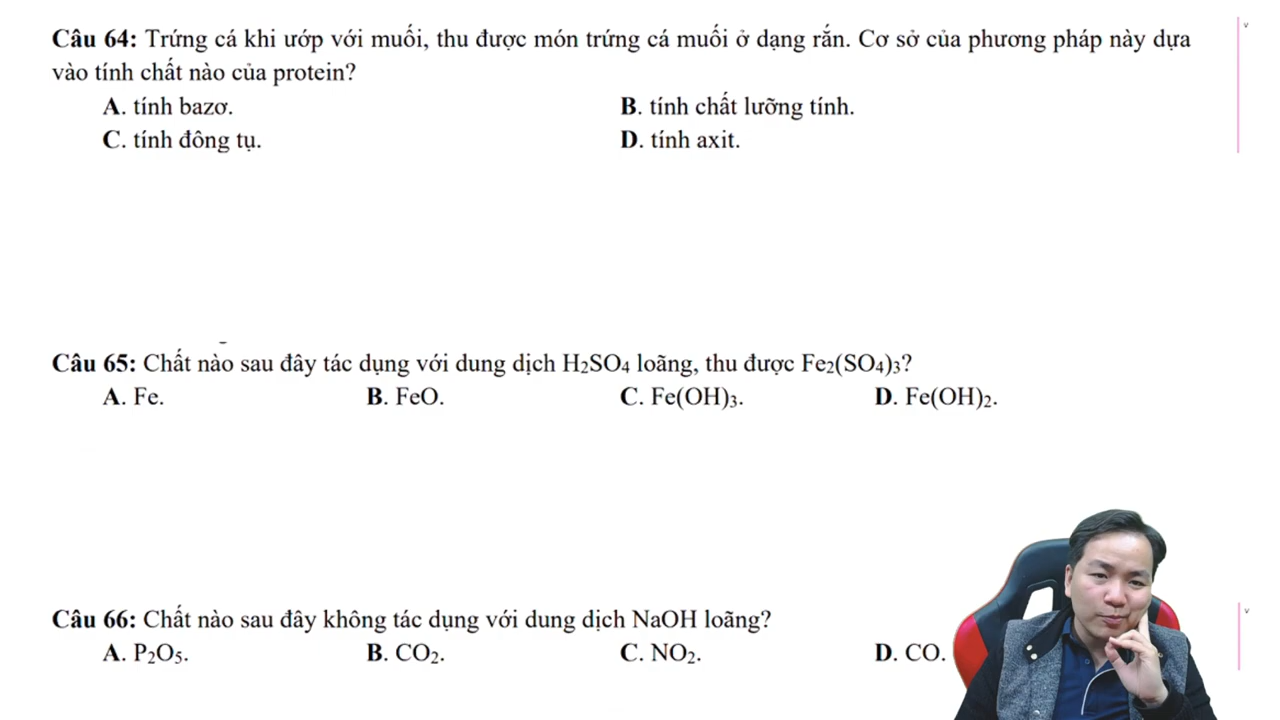 Câu 64: Trứng cá khi ướp với muối, thu được món trứng cá muối ở dạng rắn. Cơ sở của phương pháp này dựa
vào tính chất nào của protein?
A. tính bazơ. B. tính chất lưỡng tính.
C. tính đông tụ. D. tính axit.
Câu 65: Chất nào sau đây tác dụng với dung dịch H₂SO₄ loãng, thu được Fe₂(SO₄)₃?
A. Fe. B. FeO. C. Fe(OH)₃. D. Fe(OH)₂.
Câu 66: Chất nào sau đây không tác dụng với dung dịch NaOH loãng?
A. P₂O₅. B. CO₂. C. NO₂. D. CO.